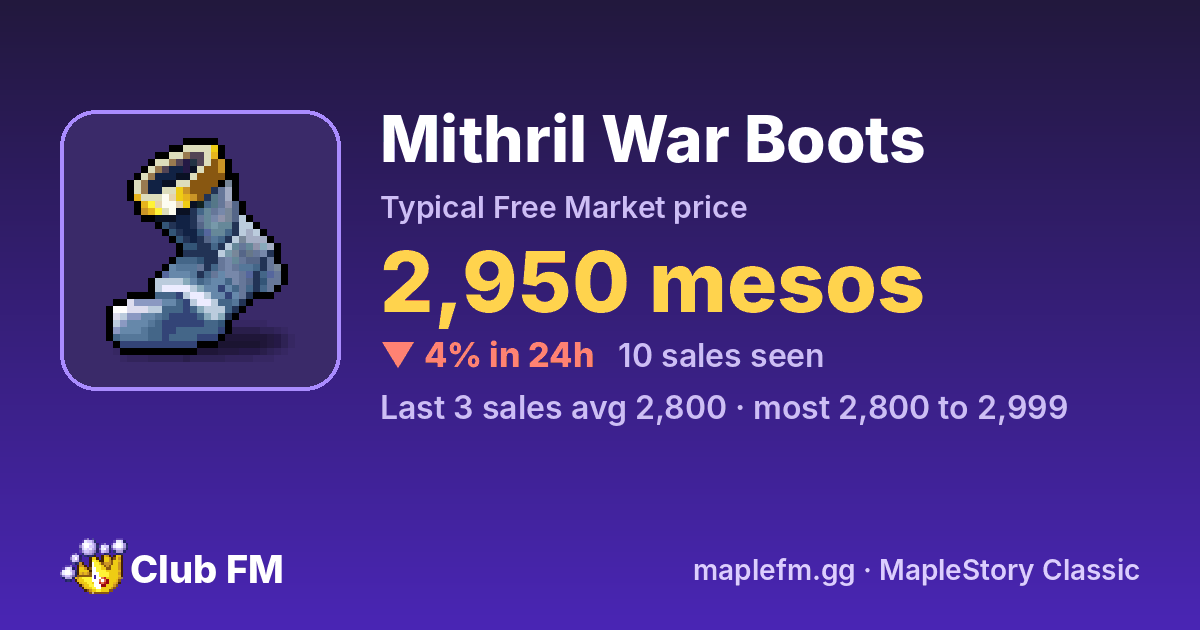 Mithril War Boots
Typical Free Market price
2,950 mesos
▼ 4% in 24h 10 sales seen
Last 3 sales avg 2,800 · most 2,800 to 2,999
Club FM
maplefm.gg · MapleStory Classic